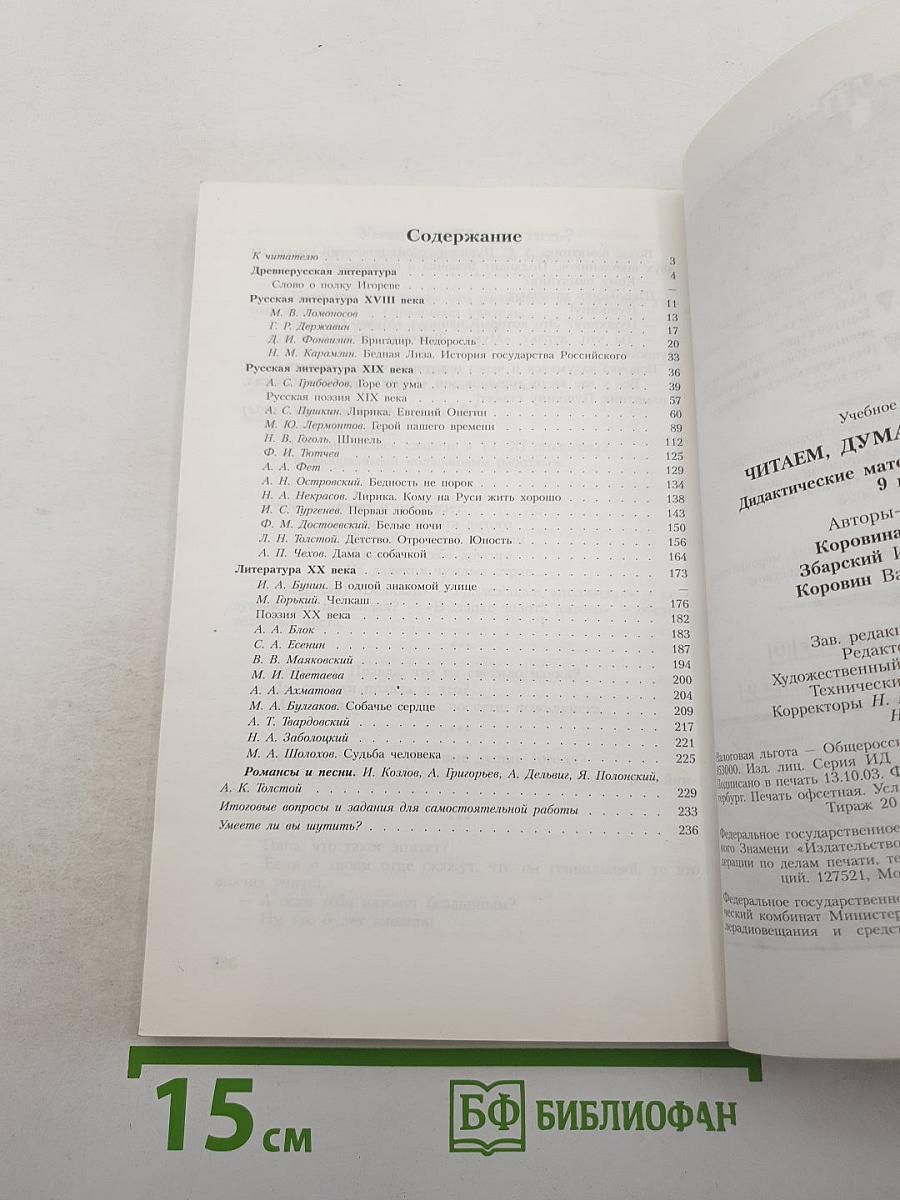 Содержание
К читателю . . . 3
Древнерусская литература . . . 4
Слово о полку Игореве . . . —
Русская литература XVIII века . . . 11
М. В. Ломоносов . . . 13
Г. Р. Державин . . . 17
Д. И. Фонвизин. Бригадир. Недоросль . . . 20
Н. М. Карамзин. Бедная Лиза. История государства Российского 33
Русская литература XIX века . . . 36
А. С. Грибоедов. Горе от ума . . . 39
Русская поэзия XIX века . . . 57
А. С. Пушкин. Лирика. Евгений Онегин . . . 60
М. Ю. Лермонтов. Герой нашего времени . . . 89
Н. В. Гоголь. Шинель . . . 112
Ф. И. Тютчев . . . 125
А. А. Фет . . . 129
А. Н. Островский. Бедность не порок . . . 134
Н. А. Некрасов. Лирика. Кому на Руси жить хорошо . . . 138
И. С. Тургенев. Первая любовь . . . 143
Ф. М. Достоевский. Белые ночи . . . 150
Л. Н. Толстой. Детство. Отрочество. Юность . . . 156
А. П. Чехов. Дама с собачкой . . . 164
Литература XX века . . . 173
И. А. Бунин. В одной знакомой улице . . . —
М. Горький. Челкаш . . . 176
Поэзия XX века . . . 182
А. А. Блок . . . 183
С. А. Есенин . . . 187
В. В. Маяковский . . . 194
М. И. Цветаева . . . 200
А. А. Ахматова . . . 204
М. А. Булгаков. Собачье сердце . . . 209
А. Т. Твардовский . . . 217
Н. А. Заболоцкий . . . 221
М. А. Шолохов. Судьба человека . . . 225
Романсы и песни. И. Козлов, А. Григорьев, А. Дельвиг, Я. Полонский,
А. К. Толстой . . . 229
Итоговые вопросы и задания для самостоятельной работы . . . 233
Умеете ли вы шутить? . . . 236
Учебное
ЧИТАЕМ, ДУМА
Дидактические мате
9
Авторы-
Коровина
Збарский И
Коровин Ва
Зав. редакц
Редакто
Художественный
Технически
Корректоры Н. А
Н
Налоговая льгота — Общеросси
953000. Изд. лиц. Серия ИД
Подписано в печать 13.10.03. Ф
ербург. Печать офсетная. Усл
Тираж 20
Федеральное государственное
ного Знамени «Издательство
дерации по делам печати, те
ций. 127521, Мо
Федеральное государственно
ческий комбинат Министер
лерадиовещания и средст
15 см
БФ БИБЛИОФАН